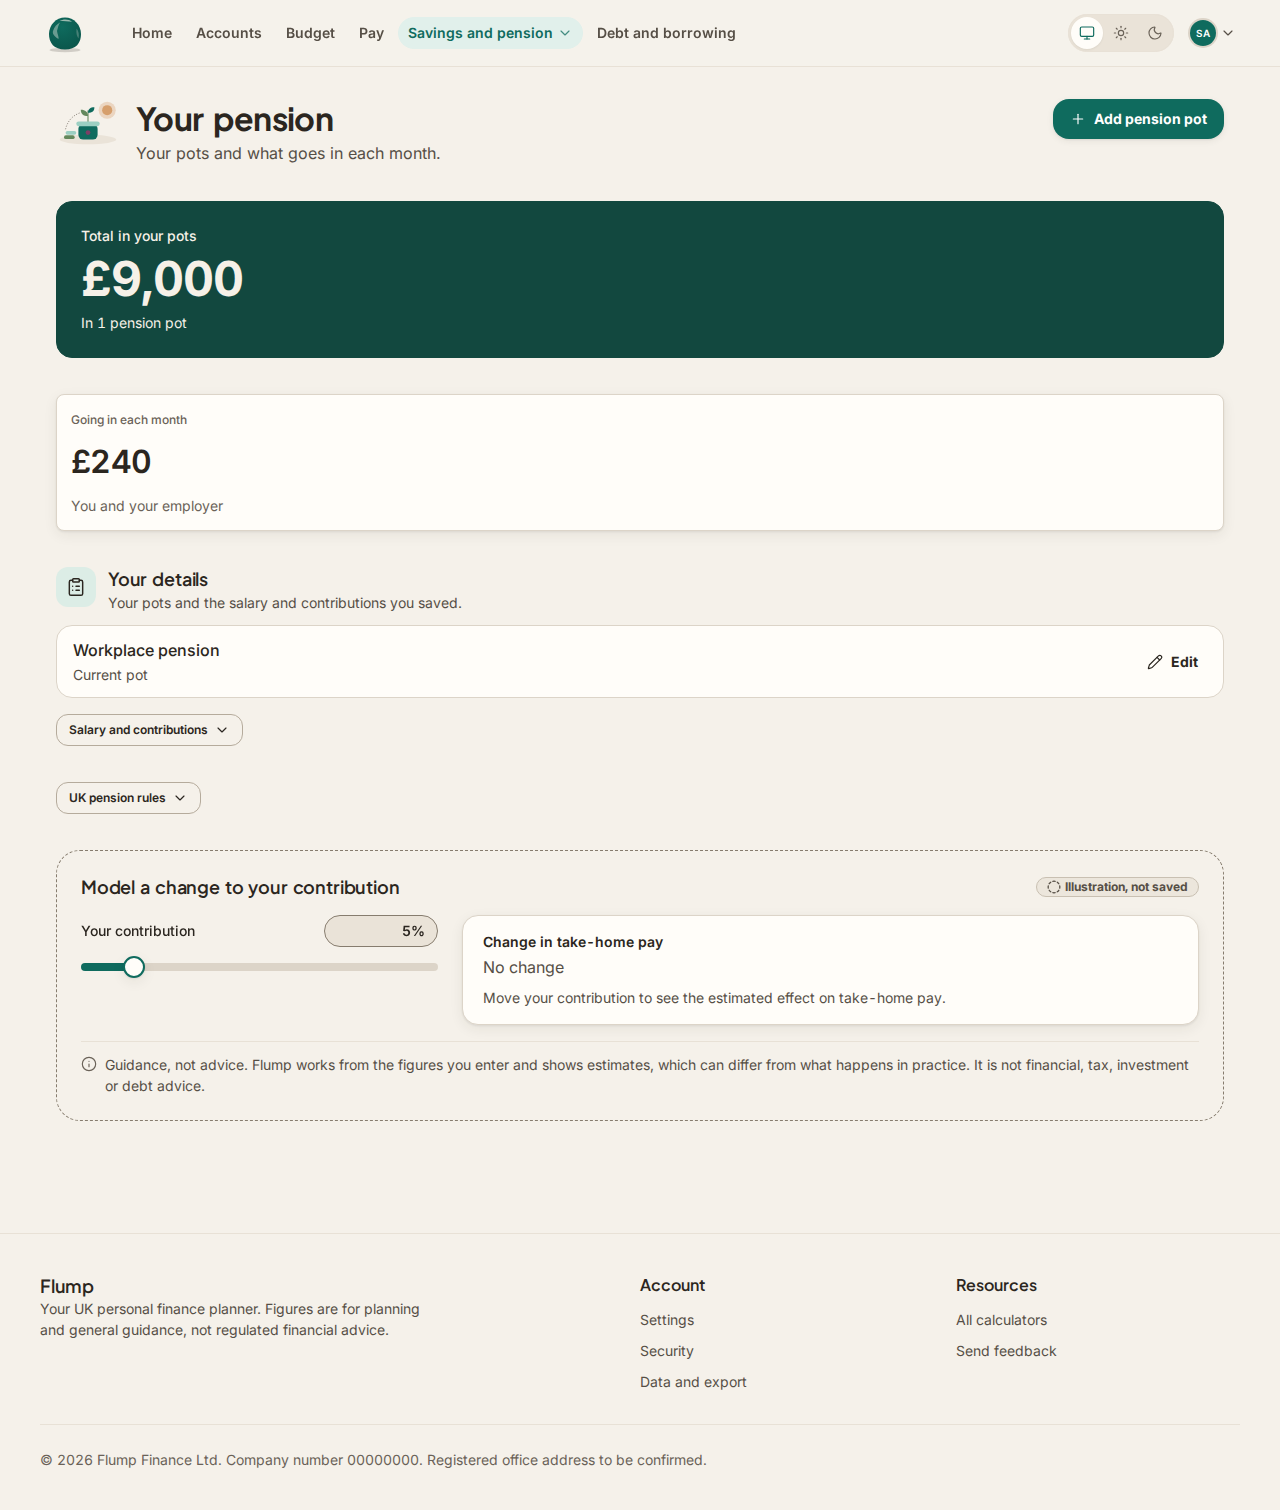 Home
Accounts
Budget
Pay
Savings and pension
Debt and borrowing
SA
Your pension
Your pots and what goes in each month.
Add pension pot
Total in your pots
£9,000
In 1 pension pot
Going in each month
£240
You and your employer
Your details
Your pots and the salary and contributions you saved.
Workplace pension
Current pot
Edit
Salary and contributions
UK pension rules
Model a change to your contribution
Illustration, not saved
Your contribution
5%
Change in take-home pay
No change
Move your contribution to see the estimated effect on take-home pay.
Guidance, not advice. Flump works from the figures you enter and shows estimates, which can differ from what happens in practice. It is not financial, tax, investment
or debt advice.
Flump
Your UK personal finance planner. Figures are for planning
and general guidance, not regulated financial advice.
Account
Settings
Security
Data and export
Resources
All calculators
Send feedback
© 2026 Flump Finance Ltd. Company number 00000000. Registered office address to be confirmed.